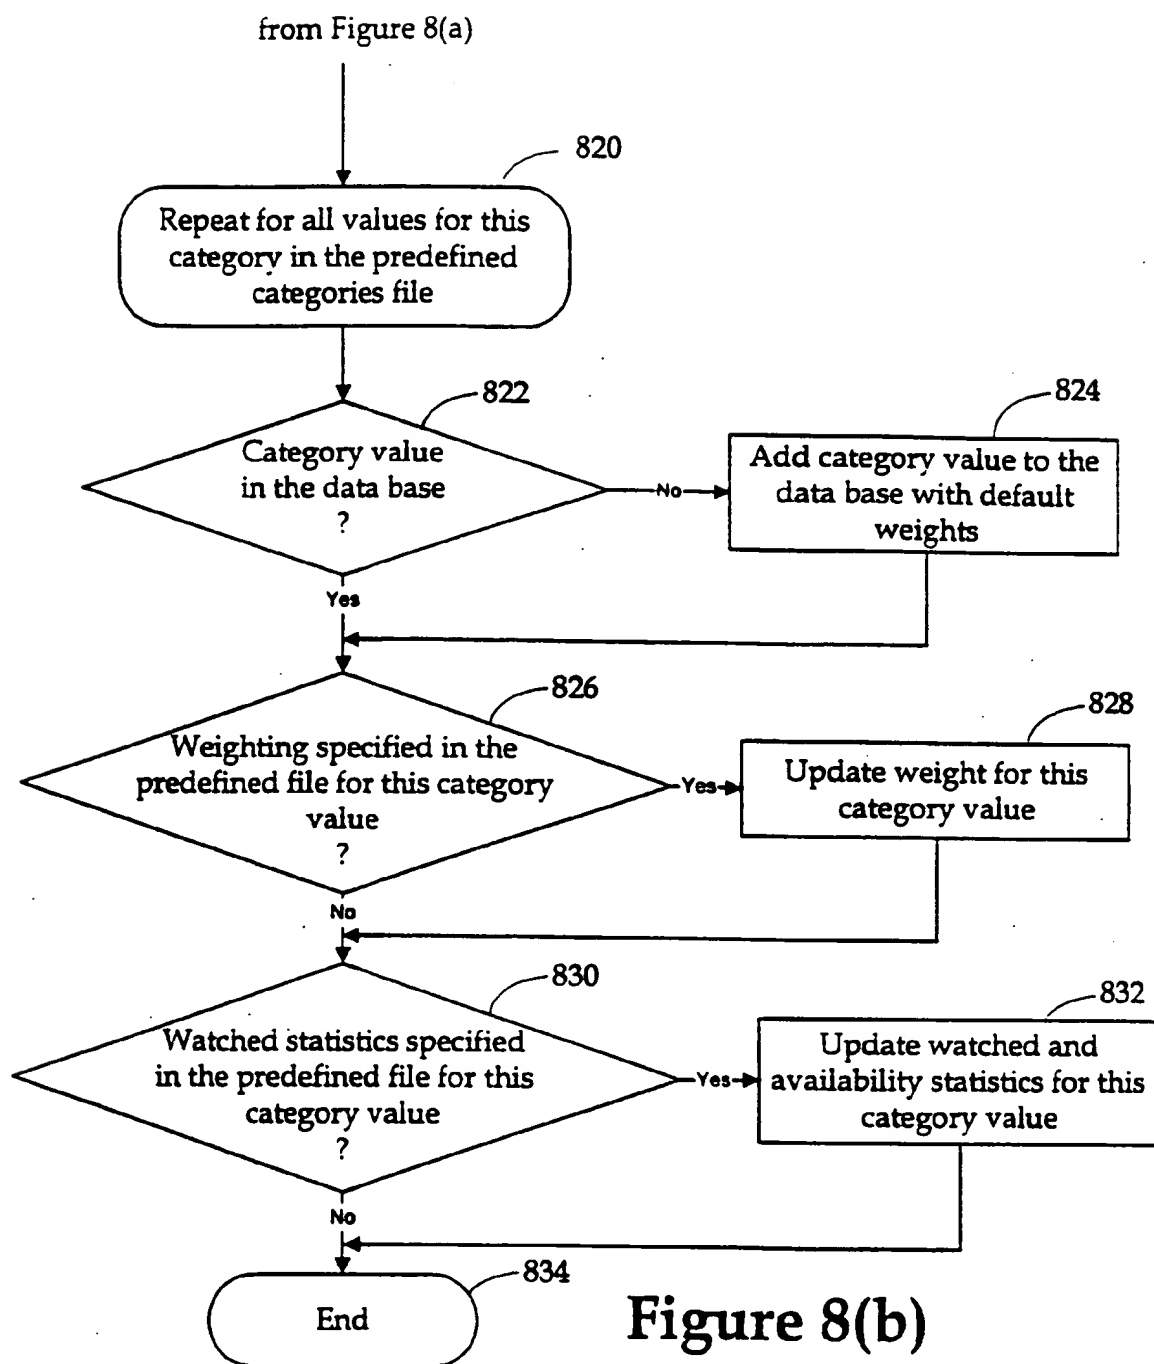 from Figure 8(a)
820
Repeat for all values for this
category in the predefined
categories file
822
Category value
in the data base
?
No
824
Add category value to the
data base with default
weights
Yes
826
Weighting specified in the
predefined file for this category
value
?
Yes
828
Update weight for this
category value
No
830
Watched statistics specified
in the predefined file for this
category value
?
Yes
832
Update watched and
availability statistics for this
category value
No
834
End
Figure 8(b)